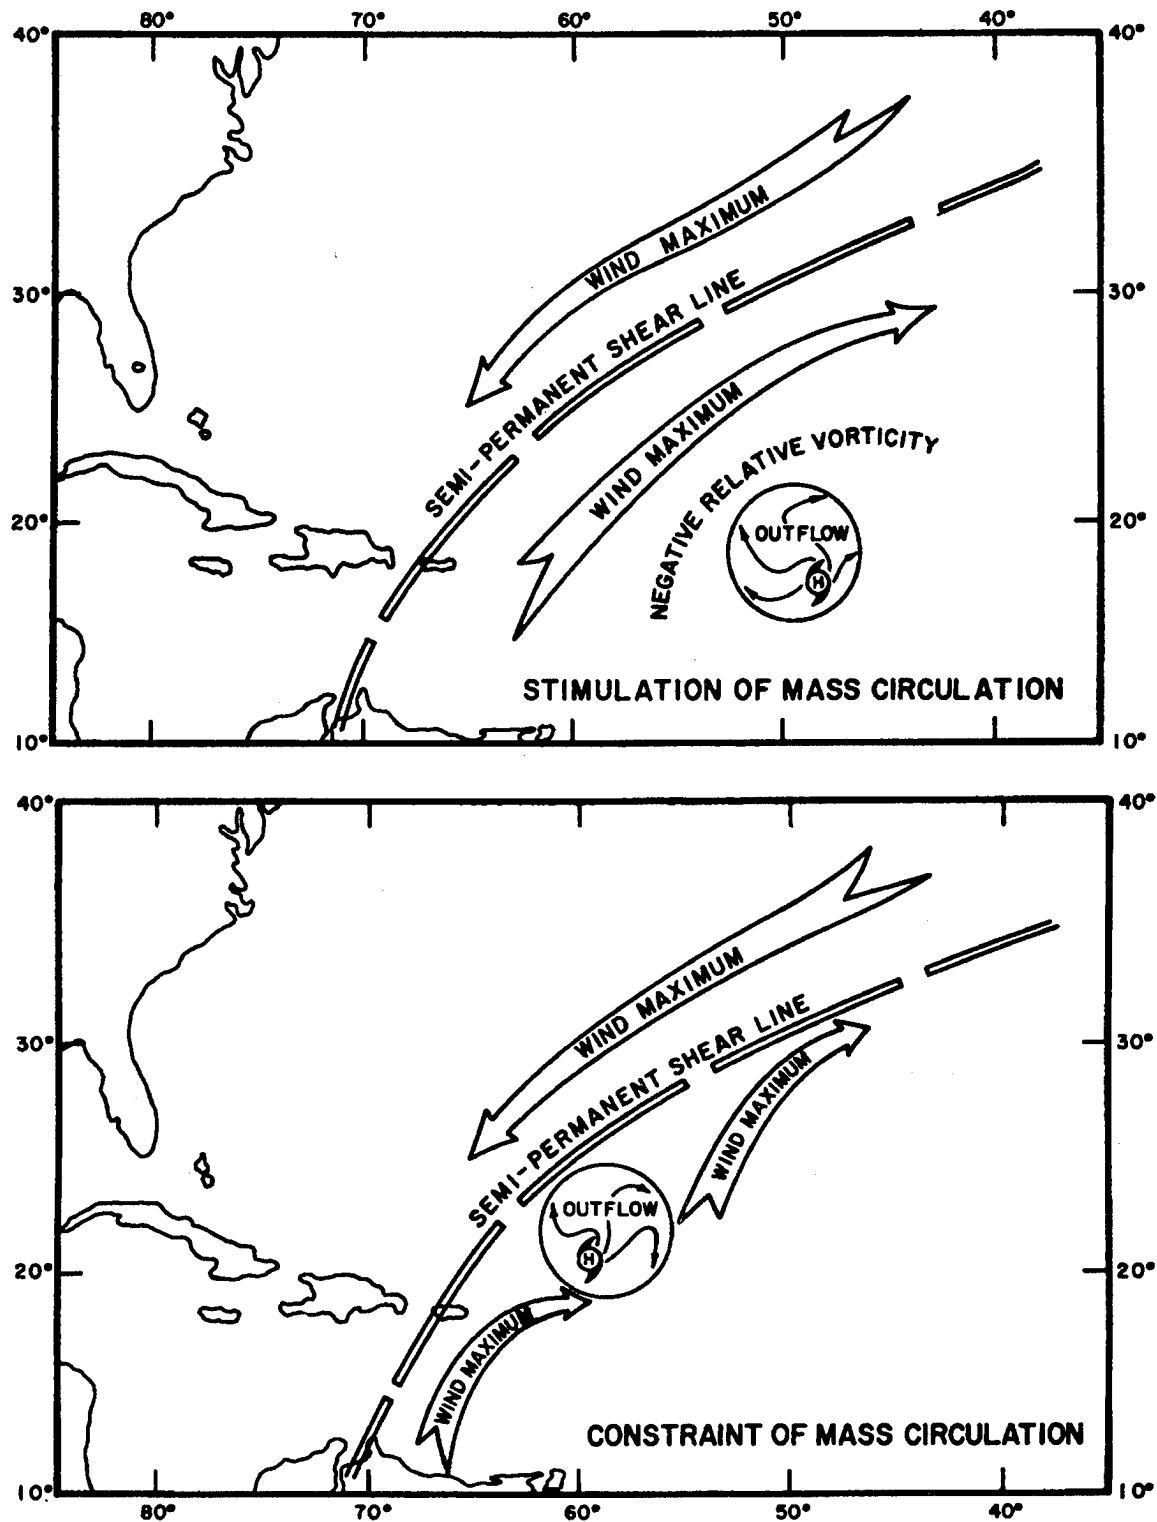 80° 70° 60° 50° 40°
40° 40°
WIND MAXIMUM
30° 30°
SEMI-PERMANENT SHEAR LINE
WIND MAXIMUM
NEGATIVE RELATIVE VORTICITY
20° 20°
OUTFLOW
H
STIMULATION OF MASS CIRCULATION
10° 10°
40° 40°
WIND MAXIMUM
30° 30°
SEMI-PERMANENT SHEAR LINE
WIND MAXIMUM
OUTFLOW
H
20° 20°
WIND MAXIMUM
CONSTRAINT OF MASS CIRCULATION
10° 10°
80° 70° 60° 50° 40°